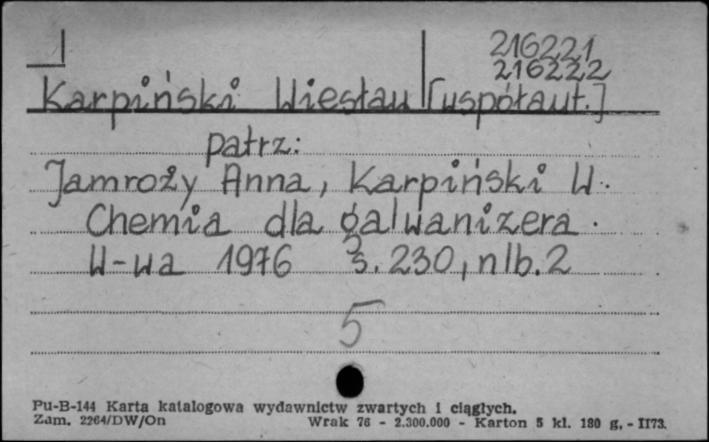 216221
216222
Karpiński Wiesław [współaut.]
patrz:
Jamroży Anna, Karpiński W.
Chemia dla galwanizera.
W-wa 1976 s. 230, nlb. 2
5
Pu-B-144 Karta katalogowa wydawnictw zwartych i ciągłych.
Zam. 2264/DW/On Wrak 76 - 2.300.000 - Karton 5 kl. 180 g. - II73.